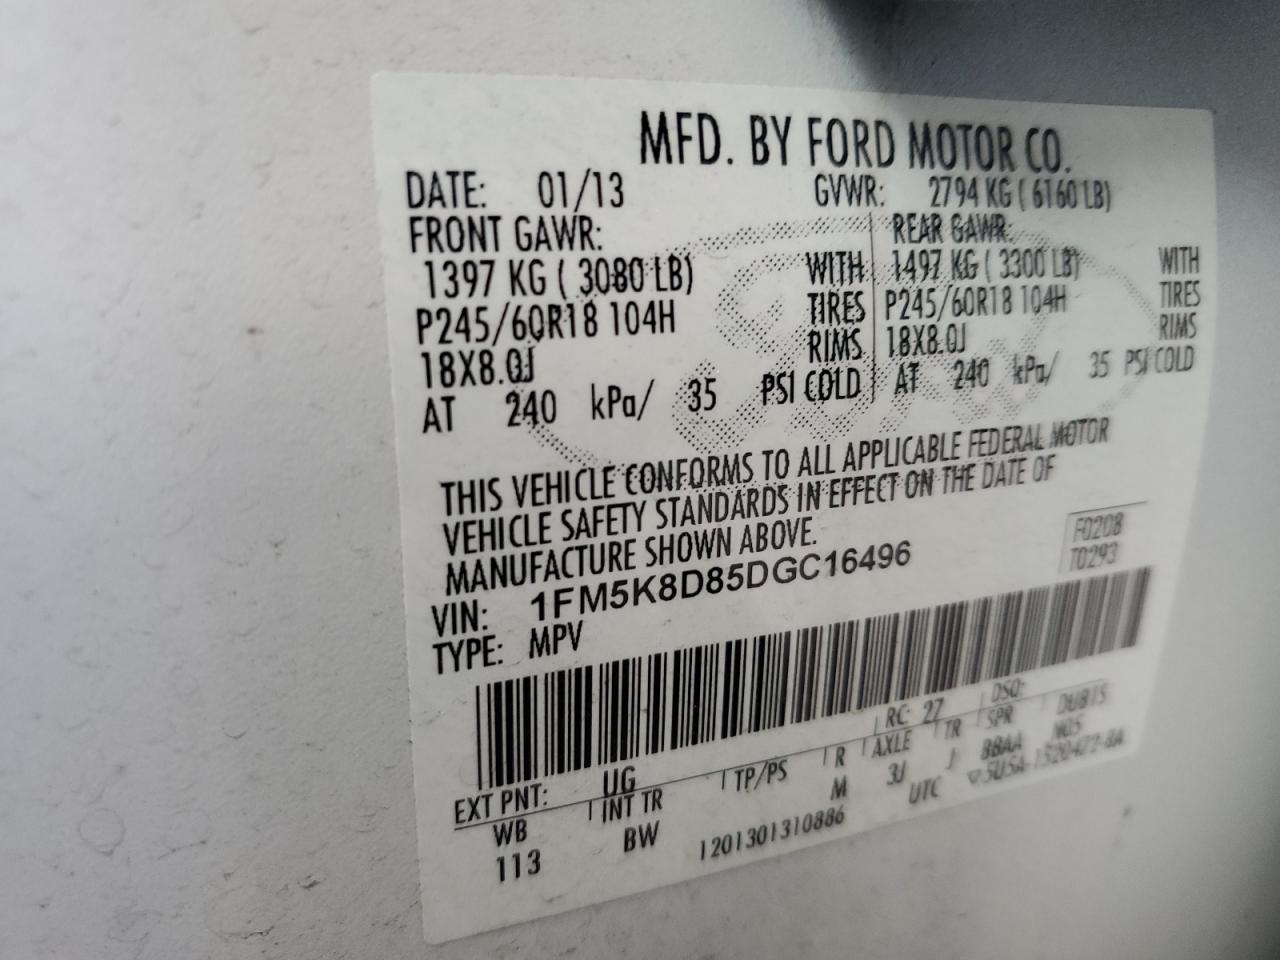 MFD. BY FORD MOTOR CO.
DATE: 01/13 GVWR: 2794 KG ( 6160 LB)
FRONT GAWR: REAR GAWR:
1397 KG ( 3080 LB) WITH 1497 KG ( 3300 LB) WITH
P245/60R18 104H TIRES P245/60R18 104H TIRES
18X8.0J RIMS 18X8.0J RIMS
AT 240 kPa/ 35 PSI COLD AT 240 kPa/ 35 PSI COLD
THIS VEHICLE CONFORMS TO ALL APPLICABLE FEDERAL MOTOR
VEHICLE SAFETY STANDARDS IN EFFECT ON THE DATE OF
MANUFACTURE SHOWN ABOVE.
F0208
T0293
VIN: 1FM5K8D85DGC16496
TYPE: MPV
EXT PNT: UG RC: 27 DSO:
WB INT TR TP/PS R AXLE TR SPR DUB15
113 BW M 3J J BBAA NQ5
1201301310886 UTC